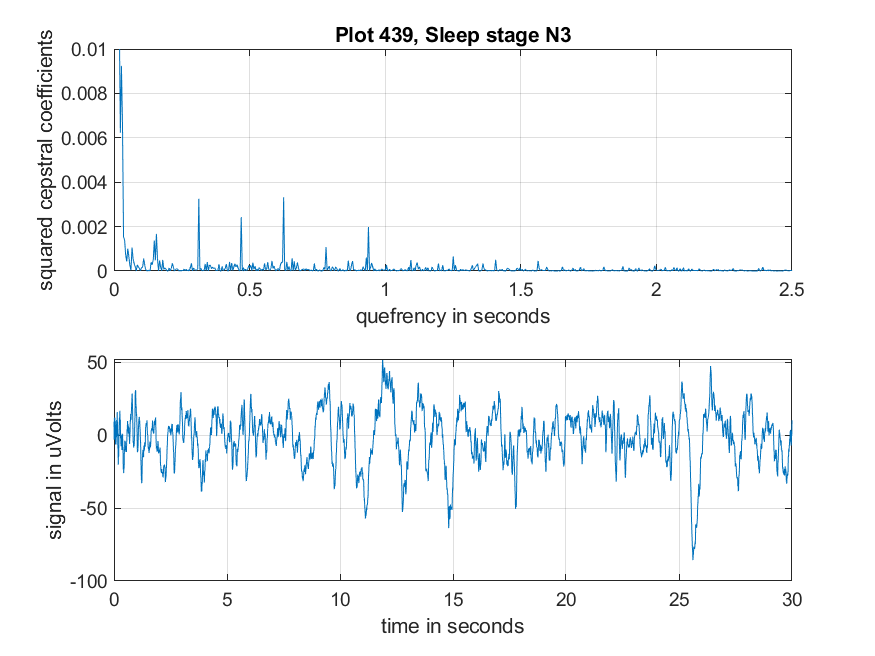 Plot 439, Sleep stage N3
squared cepstral coefficients
0.01
0.008
0.006
0.004
0.002
0
0 0.5 1 1.5 2 2.5
quefrency in seconds
signal in uVolts
50
0
-50
-100
0 5 10 15 20 25 30
time in seconds